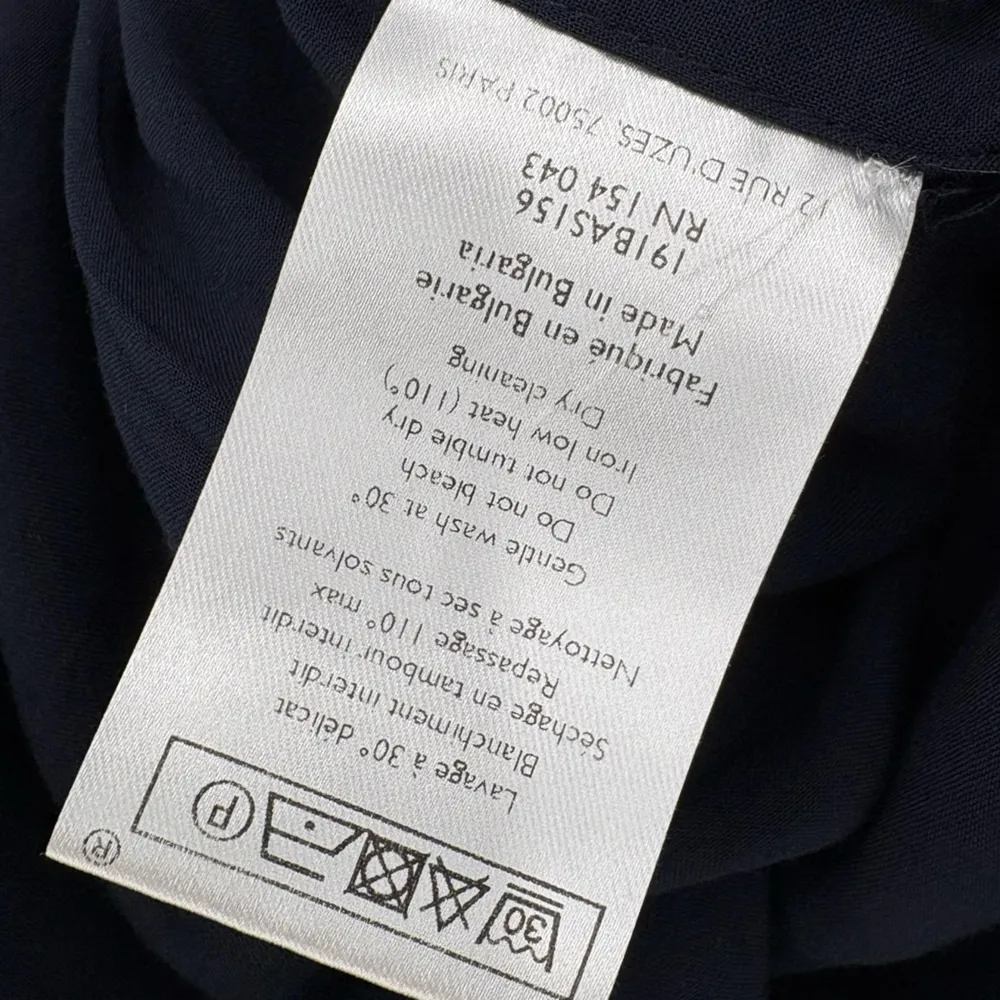 30 P
®
Lavage à 30° délicat
Blanchiment interdit
Séchage en tambour interdit
Repassage 110° max
Nettoyage à sec tous solvants
Gentle wash at 30°
Do not bleach
Do not tumble dry
Iron low heat (110°)
Dry cleaning
Fabriqué en Bulgarie
Made in Bulgaria
191BAS156
RN 154 043
12 RUE D'UZES, 75002 PARIS